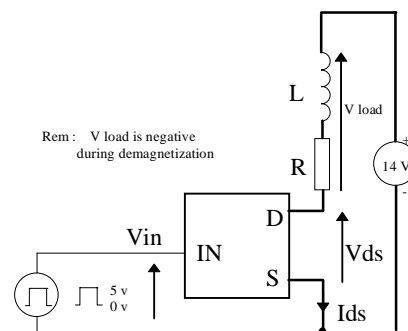 L
V load
Rem : V load is negative
during demagnetization
R
+
14 V
-
D
Vin
IN
Vds
S
5 v
0 v
Ids